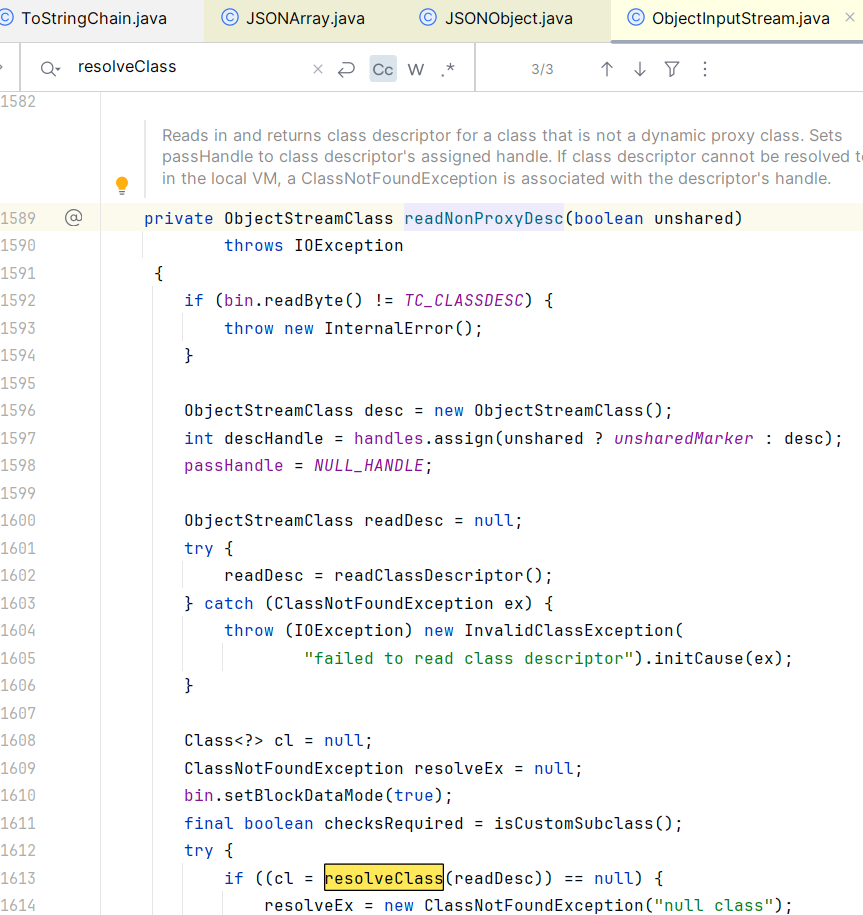 ToStringChain.java JSONArray.java JSONObject.java ObjectInputStream.java
resolveClass Cc W .* 3/3
1582
Reads in and returns class descriptor for a class that is not a dynamic proxy class. Sets
passHandle to class descriptor's assigned handle. If class descriptor cannot be resolved t
in the local VM, a ClassNotFoundException is associated with the descriptor's handle.
1589 @ private ObjectStreamClass readNonProxyDesc(boolean unshared)
1590 throws IOException
1591 {
1592 if (bin.readByte() != TC_CLASSDESC) {
1593 throw new InternalError();
1594 }
1595
1596 ObjectStreamClass desc = new ObjectStreamClass();
1597 int descHandle = handles.assign(unshared ? unsharedMarker : desc);
1598 passHandle = NULL_HANDLE;
1599
1600 ObjectStreamClass readDesc = null;
1601 try {
1602 readDesc = readClassDescriptor();
1603 } catch (ClassNotFoundException ex) {
1604 throw (IOException) new InvalidClassException(
1605 "failed to read class descriptor").initCause(ex);
1606 }
1607
1608 Class<?> cl = null;
1609 ClassNotFoundException resolveEx = null;
1610 bin.setBlockDataMode(true);
1611 final boolean checksRequired = isCustomSubclass();
1612 try {
1613 if ((cl = resolveClass(readDesc)) == null) {
1614 resolveEx = new ClassNotFoundException("null class");